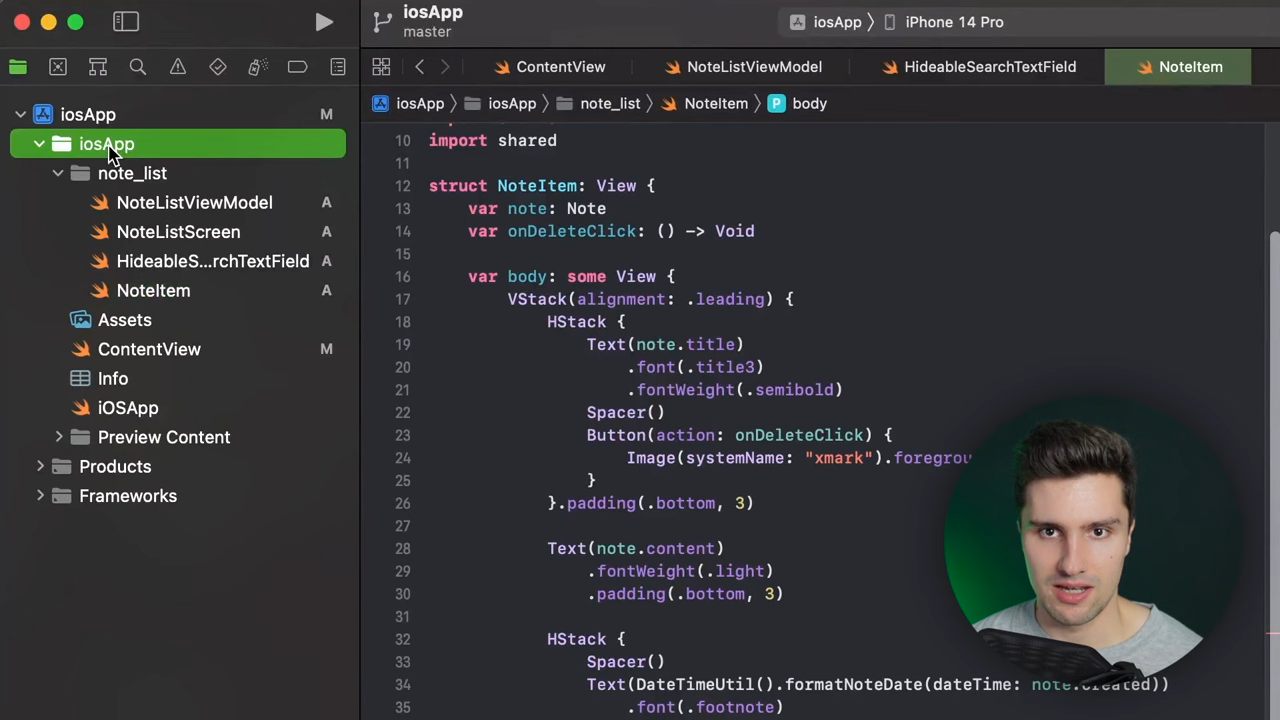 iosApp
master
iosApp
iPhone 14 Pro
ContentView
NoteListViewModel
HideableSearchTextField
NoteItem
iosApp
iosApp
note_list
NoteItem
P
body
iosApp M
iosApp
note_list
NoteListViewModel A
NoteListScreen A
HideableS...rchTextField A
NoteItem A
Assets
ContentView M
Info
iOSApp
Preview Content
Products
Frameworks
10 import shared
11
12 struct NoteItem: View {
13 var note: Note
14 var onDeleteClick: () -> Void
15
16 var body: some View {
17 VStack(alignment: .leading) {
18 HStack {
19 Text(note.title)
20 .font(.title3)
21 .fontWeight(.semibold)
22 Spacer()
23 Button(action: onDeleteClick) {
24 Image(systemName: "xmark").foregrou
25 }
26 }.padding(.bottom, 3)
27
28 Text(note.content)
29 .fontWeight(.light)
30 .padding(.bottom, 3)
31
32 HStack {
33 Spacer()
34 Text(DateTimeUtil().formatNoteDate(dateTime: note.created))
35 .font(.footnote)